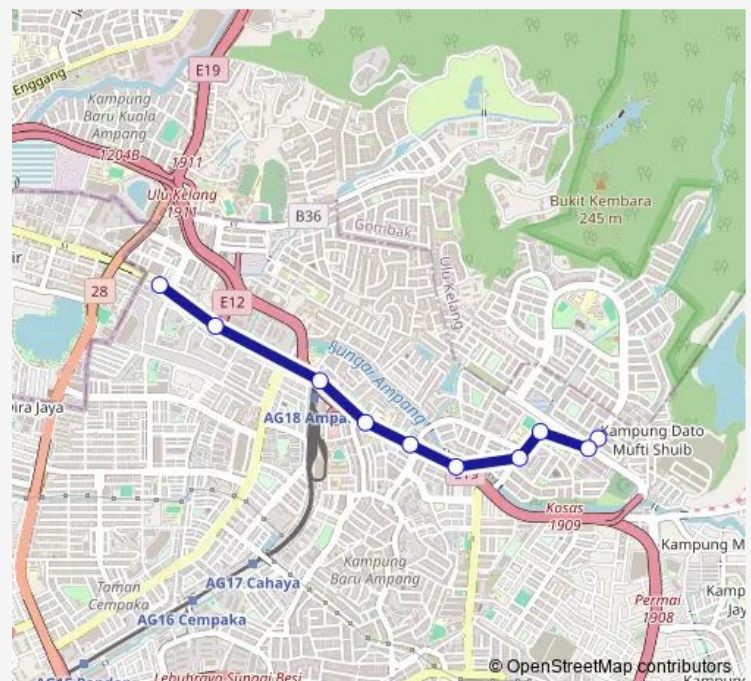 Enggang
E19
Kampung
Baru Kuala
Ampang
1204B
1911
Ulu Kelang
1911
B36
Gombak
Ulu Kelang
Bukit Kembara
245 m
28
E12
Sungai Ampang
AG18 Ampa
Kampung Dato
Mufti Shuib
Kosas
1909
Kampung M
Kampung
Baru Ampang
AG17 Cahaya
Taman
Cempaka
AG16 Cempaka
Permai
1908
Kamp
Jay
Lebuhraya Sungai Besi
© OpenStreetMap contributors